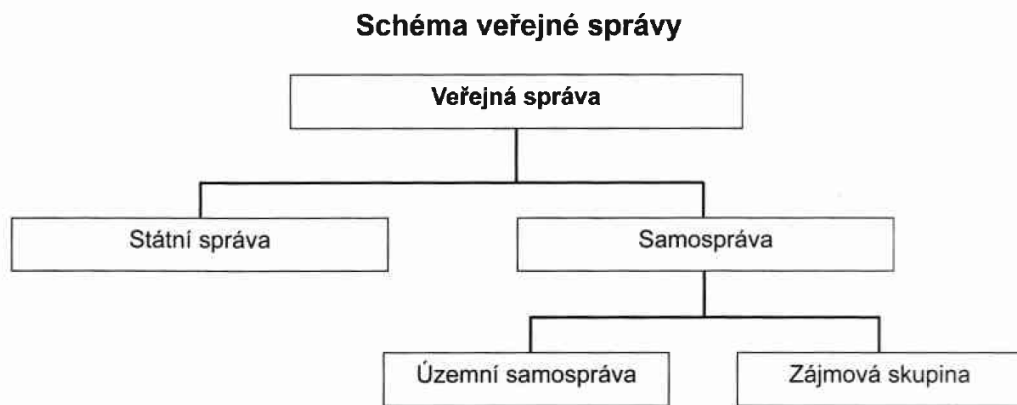 Schéma veřejné správy
Veřejná správa
Státní správa
Samospráva
Územní samospráva
Zájmová skupina